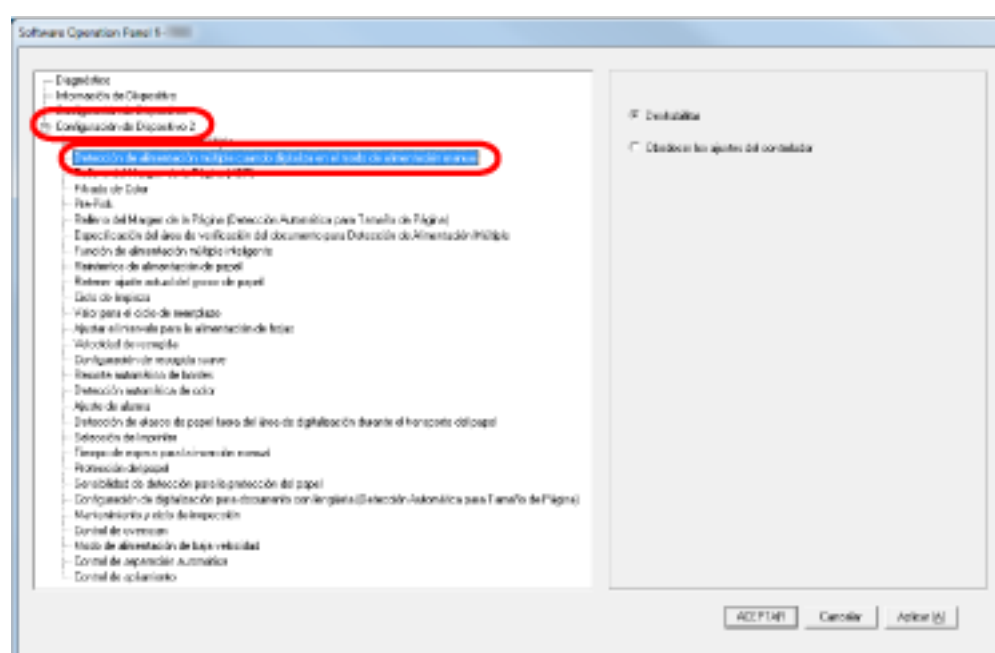 Software Operation Panel
Diagnóstico
Información de Dispositivo
Configuración de Dispositivo
Configuración de Dispositivo 2
Detección de alimentación múltiple cuando digitaliza en el modo de alimentación manual
Filtrado de Color
Pre-Pick
Relleno del Margen de la Página (Detección Automática para Tamaño de Página)
Especificación del área de verificación del documento para Detección de Alimentación Múltiple
Función de alimentación múltiple inteligente
Reintentos de alimentación de papel
Retener ajuste actual del grosor de papel
Ciclo de limpieza
Valor para el ciclo de reemplazo
Ajustar el intervalo para la alimentación de hojas
Velocidad de recogida
Configuración de recogida suave
Recorte automático de bordes
Detección automática de color
Ajuste de alarma
Detección de atasco de papel fuera del área de digitalización durante el transporte del papel
Selección de Imprinter
Tiempo de espera para la inserción manual
Protección del papel
Sensibilidad de detección para la protección del papel
Configuración de digitalización para documento con lengüeta (Detección Automática para Tamaño de Página)
Mantenimiento y ciclo de inspección
Control de overscan
Modo de alimentación de baja velocidad
Control de separación Automática
Control de apilamiento
Deshabilitar
Obedecer los ajustes del controlador
ACEPTAR
Cancelar
Aplicar (A)